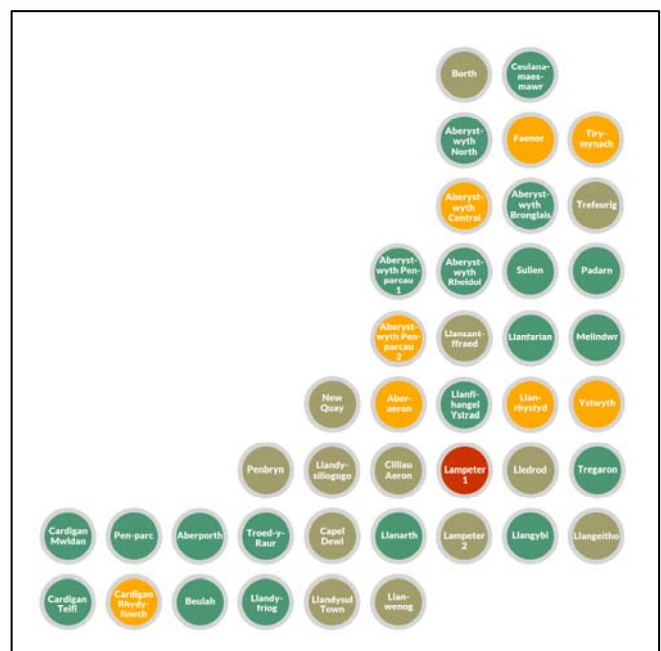 Borth
Ceulana-
maes-
mawr
Aberyst-
wyth
North
Faenor
Tiry-
mynach
Aberyst-
wyth
Central
Aberyst-
wyth
Bronglais
Trefeurig
Aberyst-
wyth Pen-
parcau
1
Aberyst-
wyth
Rheidol
Sulien
Padarn
Aberyst-
wyth Pen-
parcau
2
Llansant-
ffraed
Llanfarian
Melindwr
New
Quay
Aber-
aeron
Llanfi-
hangel
Ystrad
Llan-
rhystyd
Ystwyth
Penbryn
Llandy-
siliogogo
Cilliau
Aeron
Lampeter
1
Lledrod
Tregaron
Cardigan
Mwldan
Pen-parc
Aberporth
Troed-y-
Raur
Capel
Dewi
Llanarth
Lampeter
2
Llangybi
Llangeitho
Cardigan
Teifi
Cardigan
Rhydy-
fuwch
Beulah
Llandy-
friog
Llandysul
Town
Llan-
wenog